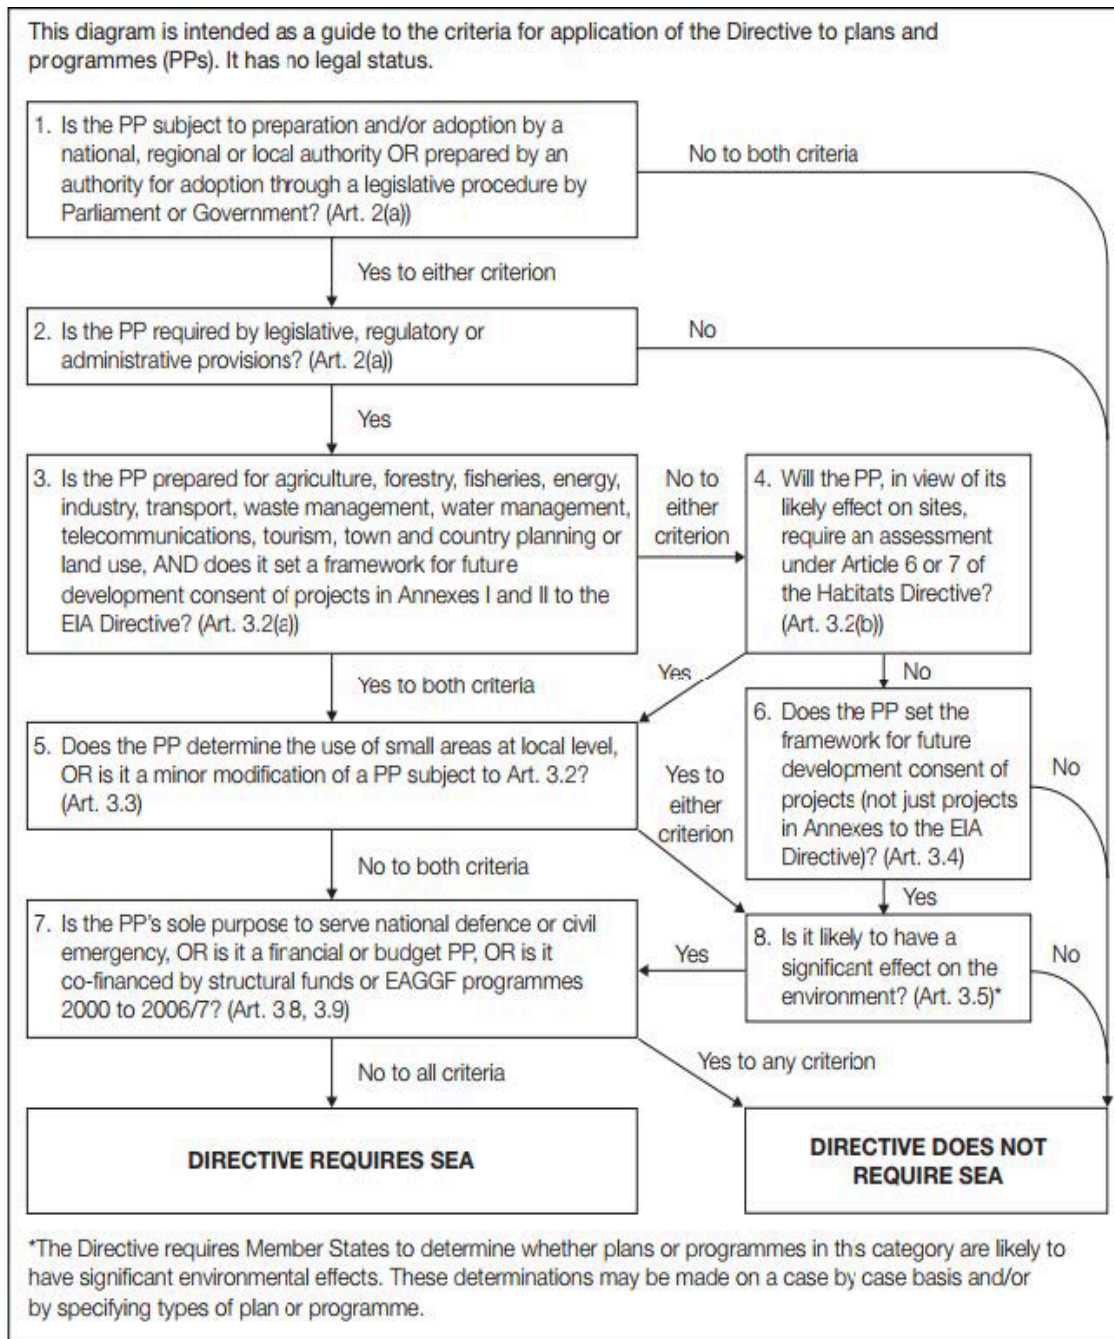 This diagram is intended as a guide to the criteria for application of the Directive to plans and
programmes (PPs). It has no legal status.
1. Is the PP subject to preparation and/or adoption by a
national, regional or local authority OR prepared by an
authority for adoption through a legislative procedure by
Parliament or Government? (Art. 2(a))
No to both criteria
Yes to either criterion
2. Is the PP required by legislative, regulatory or
administrative provisions? (Art. 2(a))
No
Yes
3. Is the PP prepared for agriculture, forestry, fisheries, energy,
industry, transport, waste management, water management,
telecommunications, tourism, town and country planning or
land use, AND does it set a framework for future
development consent of projects in Annexes I and II to the
EIA Directive? (Art. 3.2(a))
No to
either
criterion
4. Will the PP, in view of its
likely effect on sites,
require an assessment
under Article 6 or 7 of
the Habitats Directive?
(Art. 3.2(b))
Yes to both criteria
Yes
No
5. Does the PP determine the use of small areas at local level,
OR is it a minor modification of a PP subject to Art. 3.2?
(Art. 3.3)
Yes to
either
criterion
6. Does the PP set the
framework for future
development consent of
projects (not just projects
in Annexes to the EIA
Directive)? (Art. 3.4)
No
No to both criteria
Yes
7. Is the PP's sole purpose to serve national defence or civil
emergency, OR is it a financial or budget PP, OR is it
co-financed by structural funds or EAGGF programmes
2000 to 2006/7? (Art. 3 8, 3.9)
Yes
8. Is it likely to have a
significant effect on the
environment? (Art. 3.5)*
No
No to all criteria
Yes to any criterion
DIRECTIVE REQUIRES SEA
DIRECTIVE DOES NOT
REQUIRE SEA
*The Directive requires Member States to determine whether plans or programmes in ths category are likely to
have significant environmental effects. These determinations may be made on a case by case basis and/or
by specifying types of plan or programme.